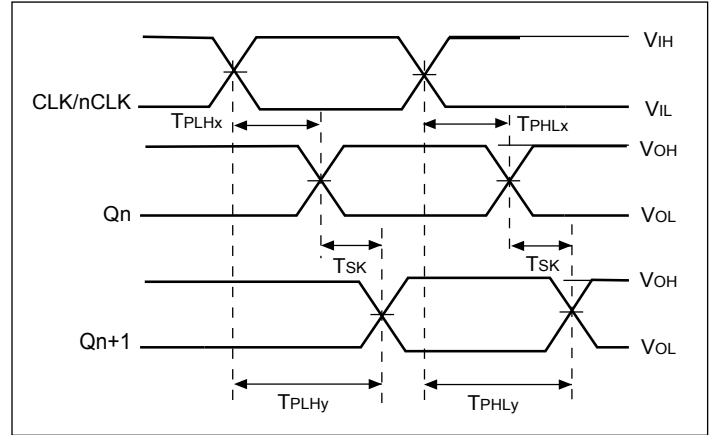 VIH
CLK/nCLK
VIL
TPLHx
TPHLx
VOH
Qn
VOL
TSK
TSK
VOH
Qn+1
VOL
TPLHy
TPHLy